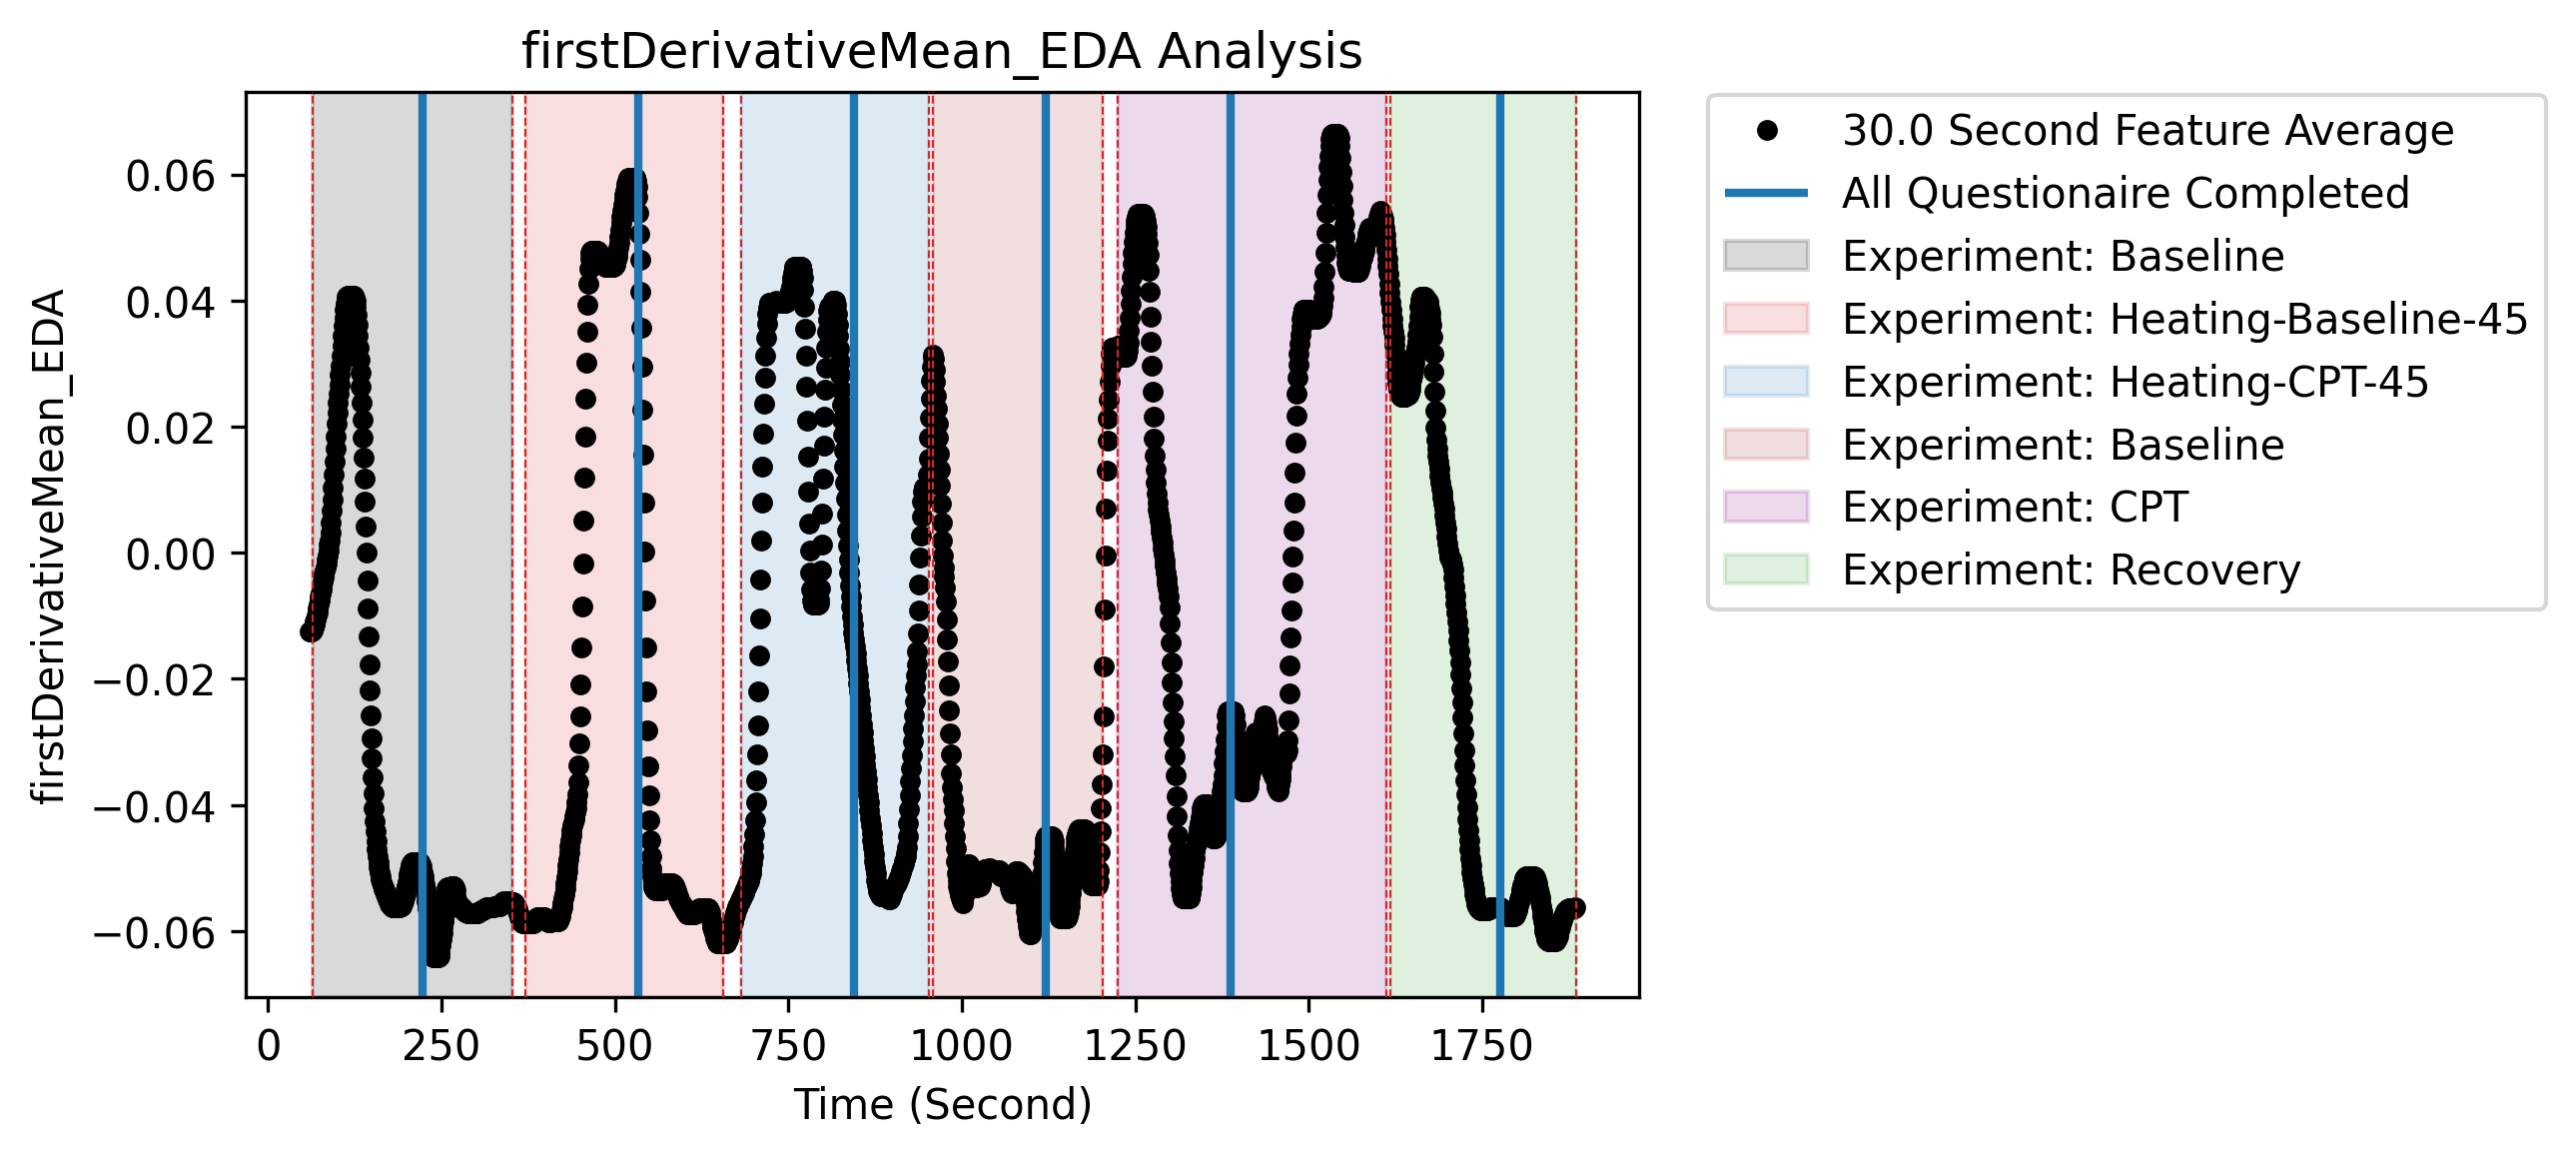 firstDerivativeMean_EDA Analysis
firstDerivativeMean_EDA
0.06
0.04
0.02
0.00
−0.02
−0.04
−0.06
0
250
500
750
1000
1250
1500
1750
Time (Second)
30.0 Second Feature Average
All Questionaire Completed
Experiment: Baseline
Experiment: Heating-Baseline-45
Experiment: Heating-CPT-45
Experiment: Baseline
Experiment: CPT
Experiment: Recovery